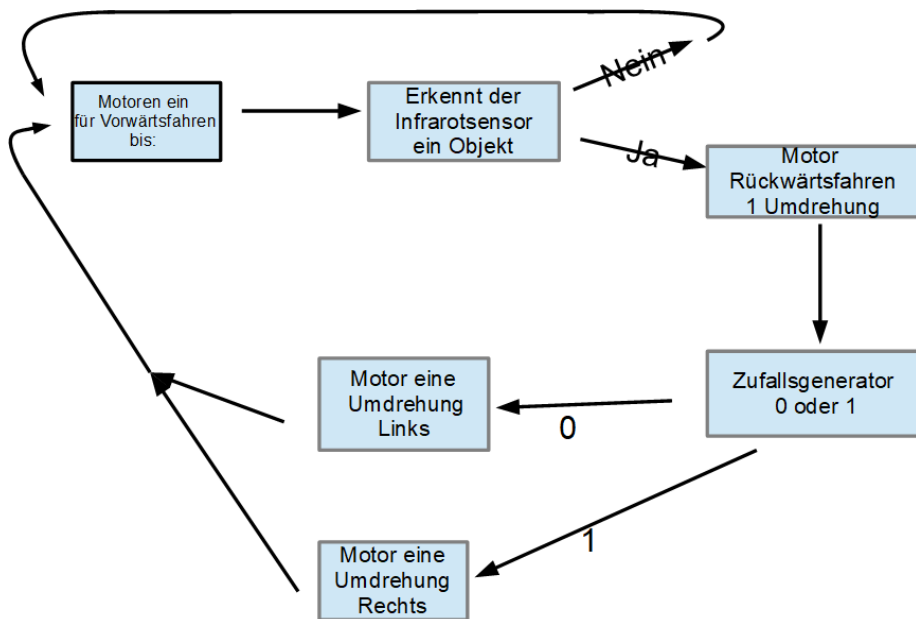 Motoren ein
für Vorwärtsfahren
bis:
Erkennt der
Infrarotsensor
ein Objekt
Nein
Ja
Motor
Rückwärtsfahren
1 Umdrehung
Zufallsgenerator
0 oder 1
0
Motor eine
Umdrehung
Links
1
Motor eine
Umdrehung
Rechts